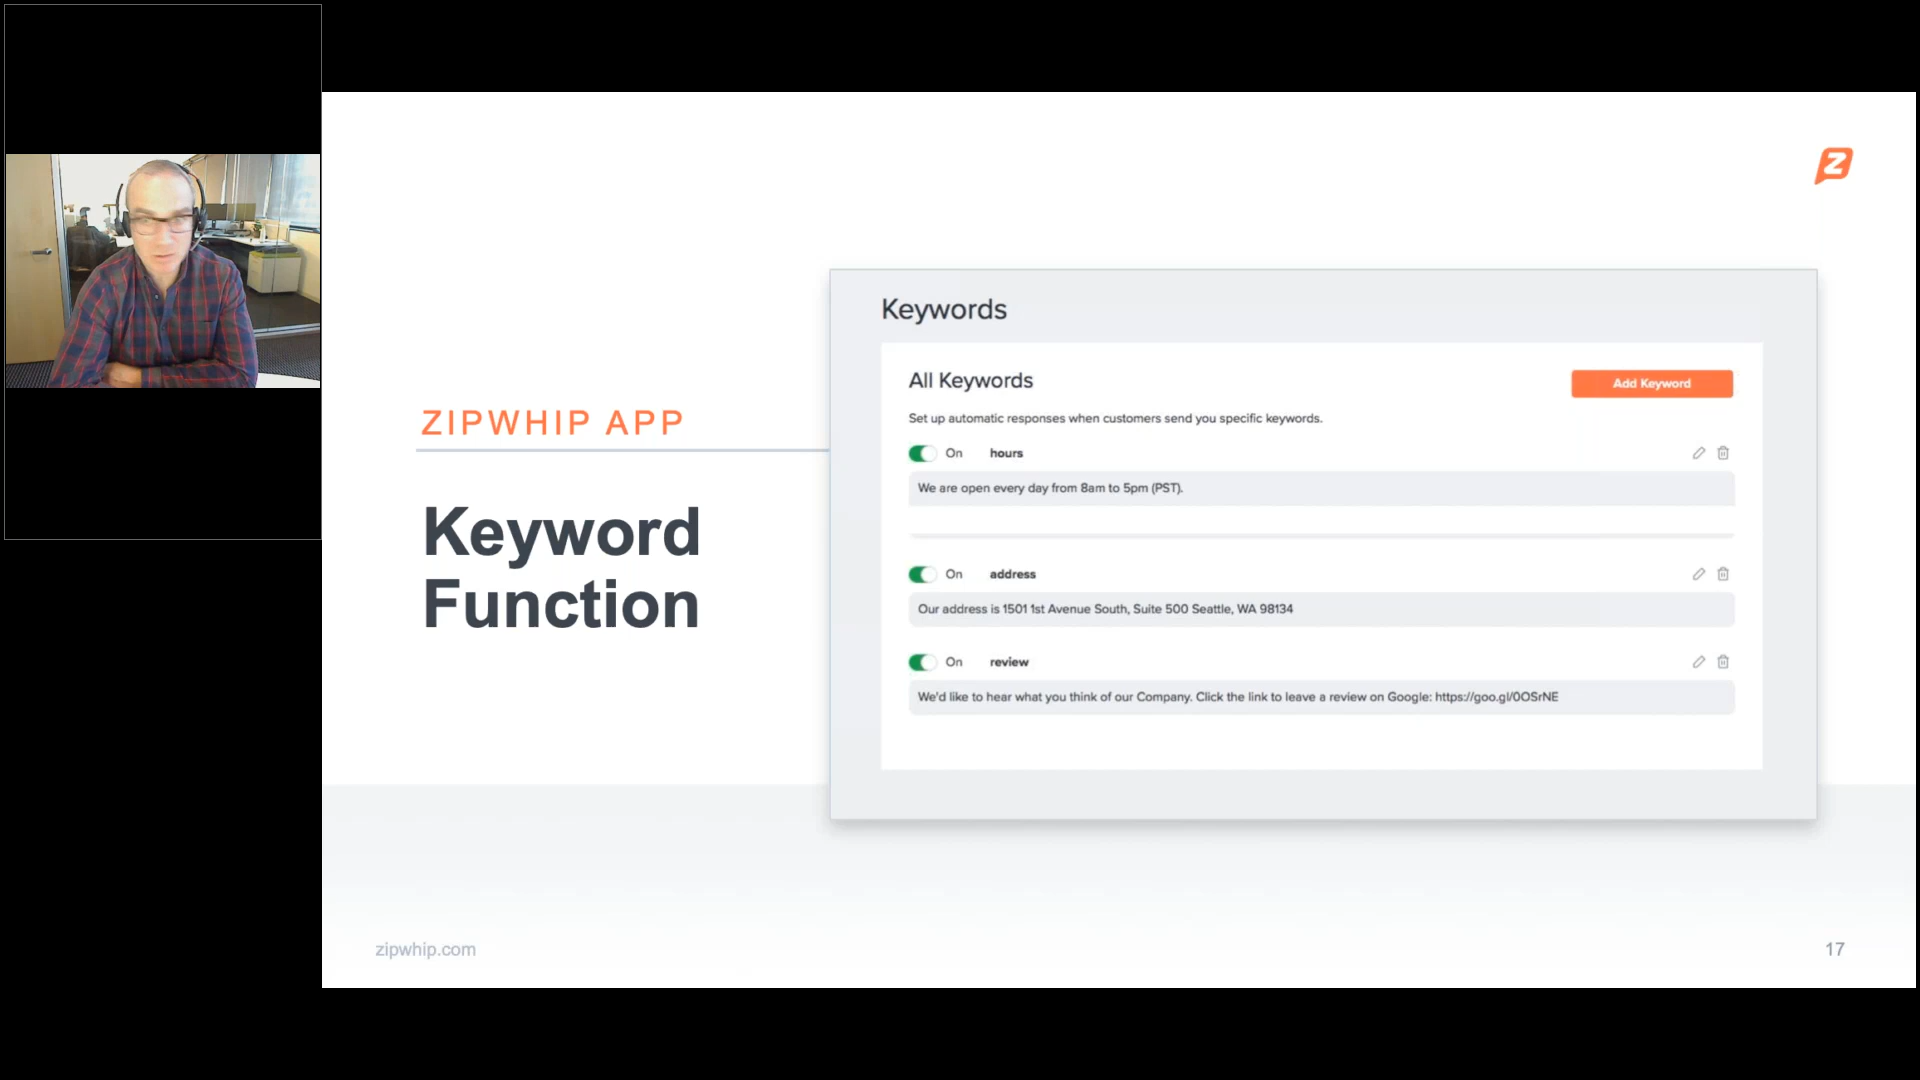 ZIPWHIP APP
Keyword
Function
Keywords
All Keywords
Add Keyword
Set up automatic responses when customers send you specific keywords.
On hours
We are open every day from 8am to 5pm (PST).
On address
Our address is 1501 1st Avenue South, Suite 500 Seattle, WA 98134
On review
We'd like to hear what you think of our Company. Click the link to leave a review on Google: https://goo.gl/0OSrNE
zipwhip.com
17